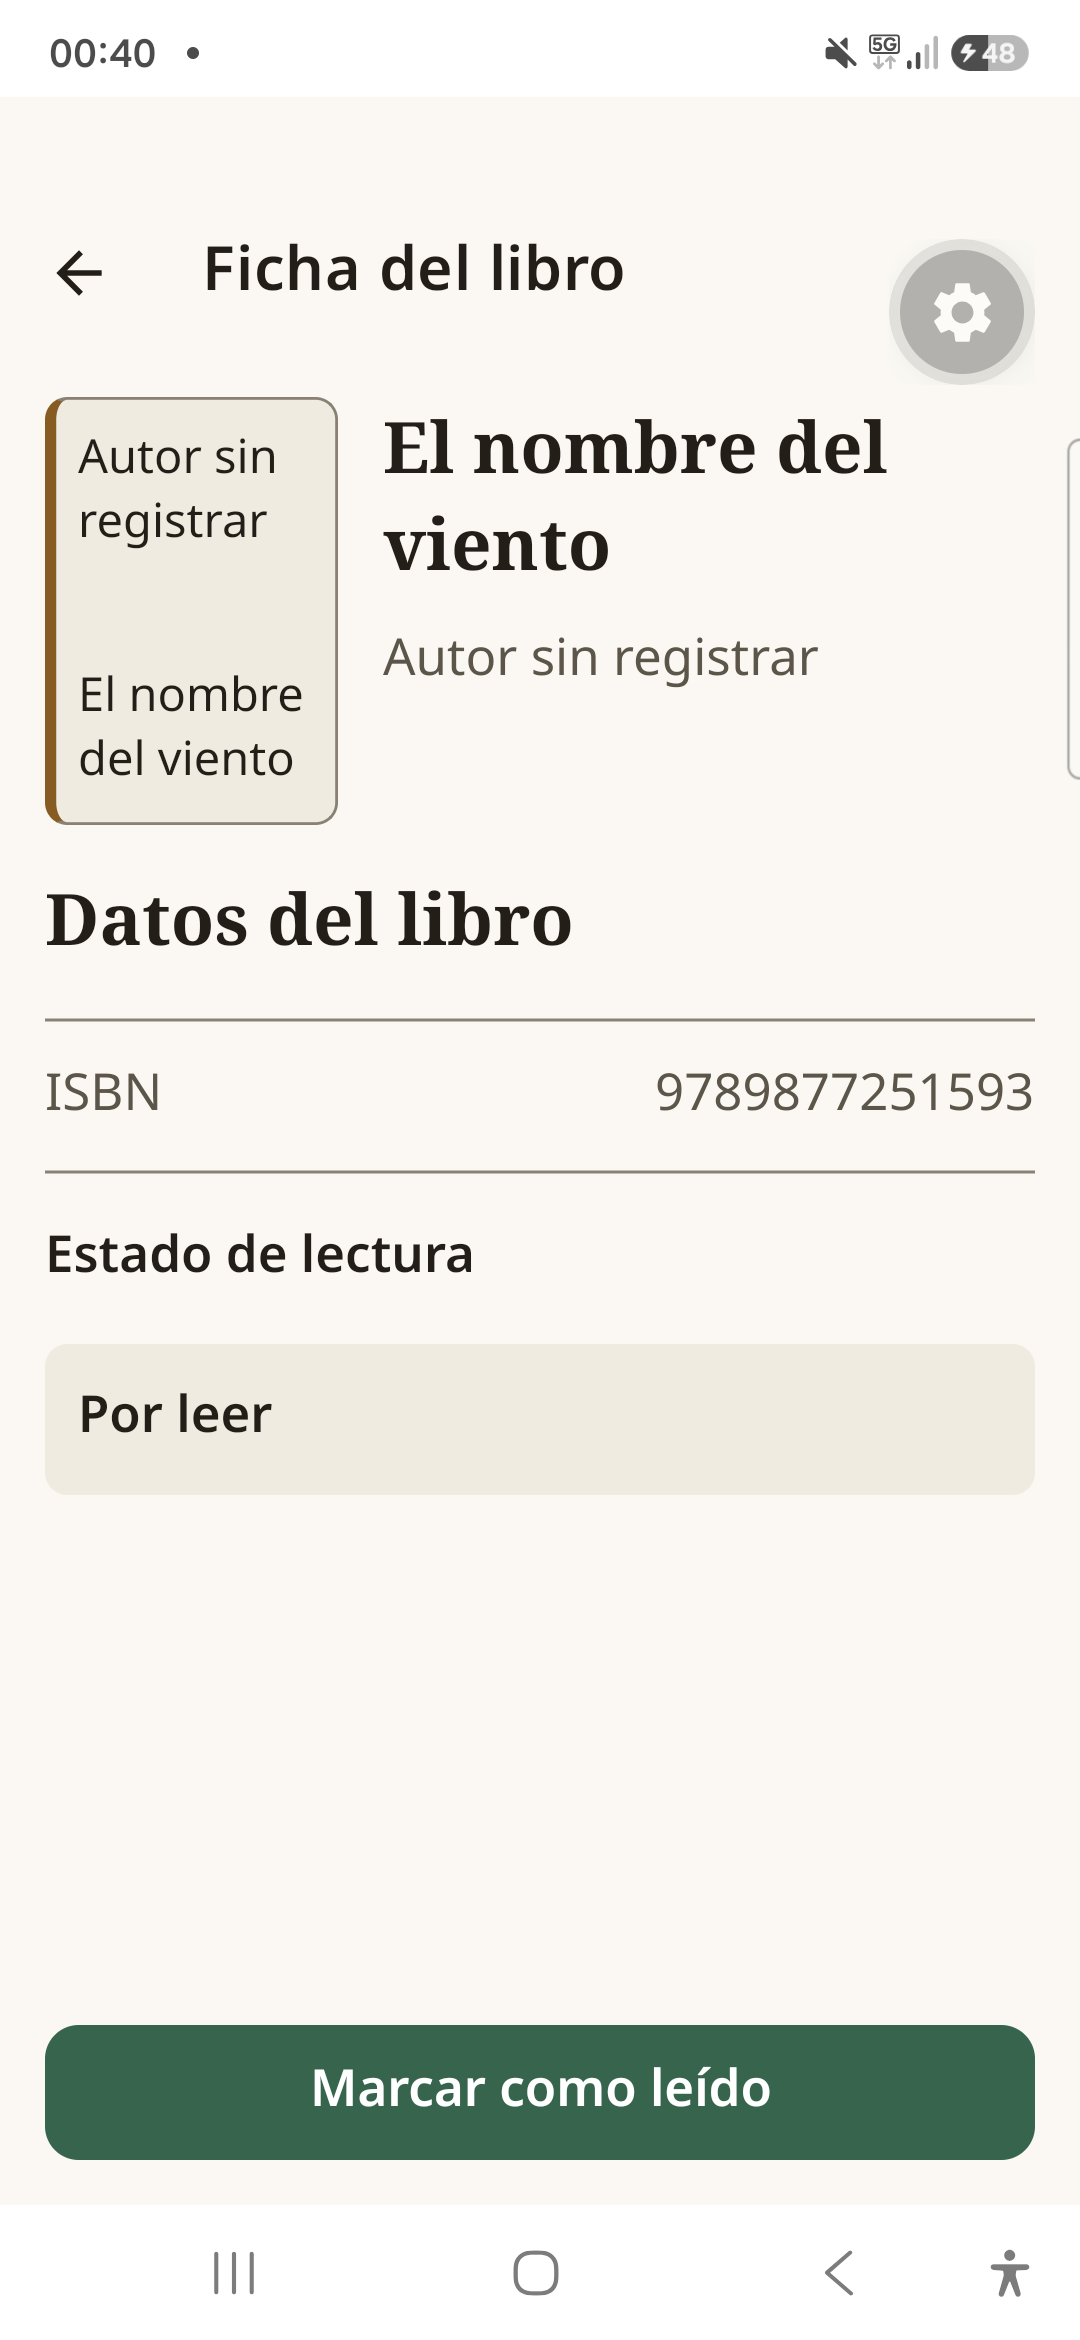 00:40
5G
48
Ficha del libro
Autor sin
registrar
El nombre
del viento
El nombre del
viento
Autor sin registrar
Datos del libro
ISBN 9789877251593
Estado de lectura
Por leer
Marcar como leído